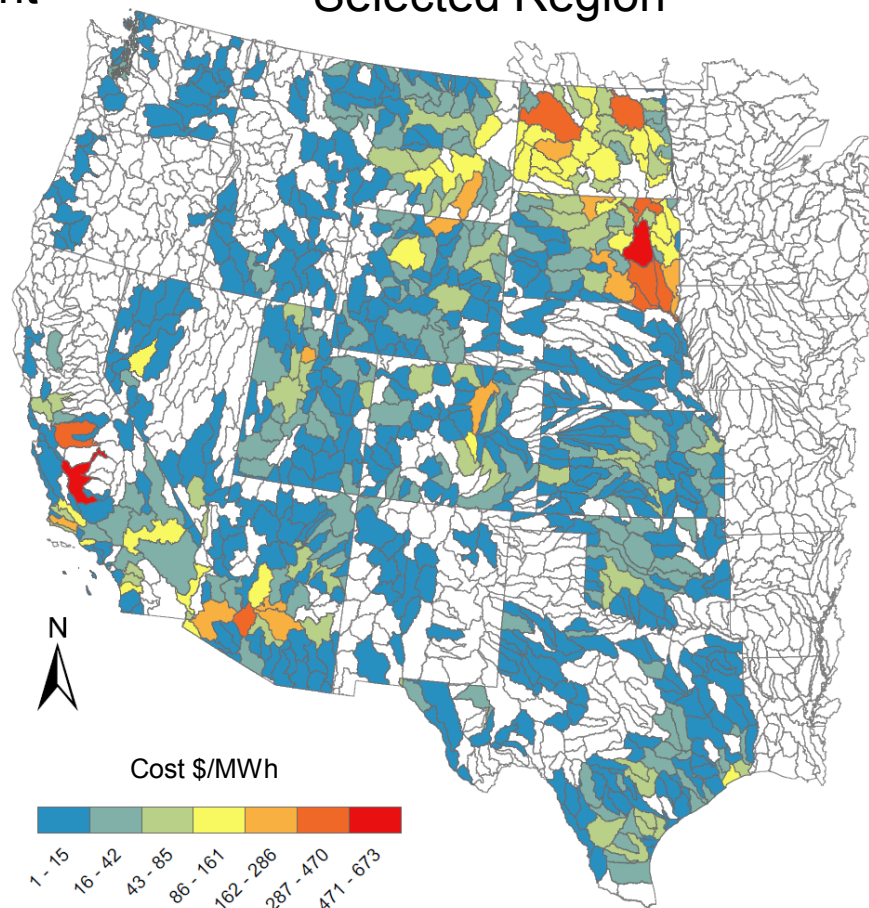 Selected Region
N
Cost $/MWh
1 - 15
16 - 42
43 - 85
86 - 161
162 - 286
287 - 470
471 - 673